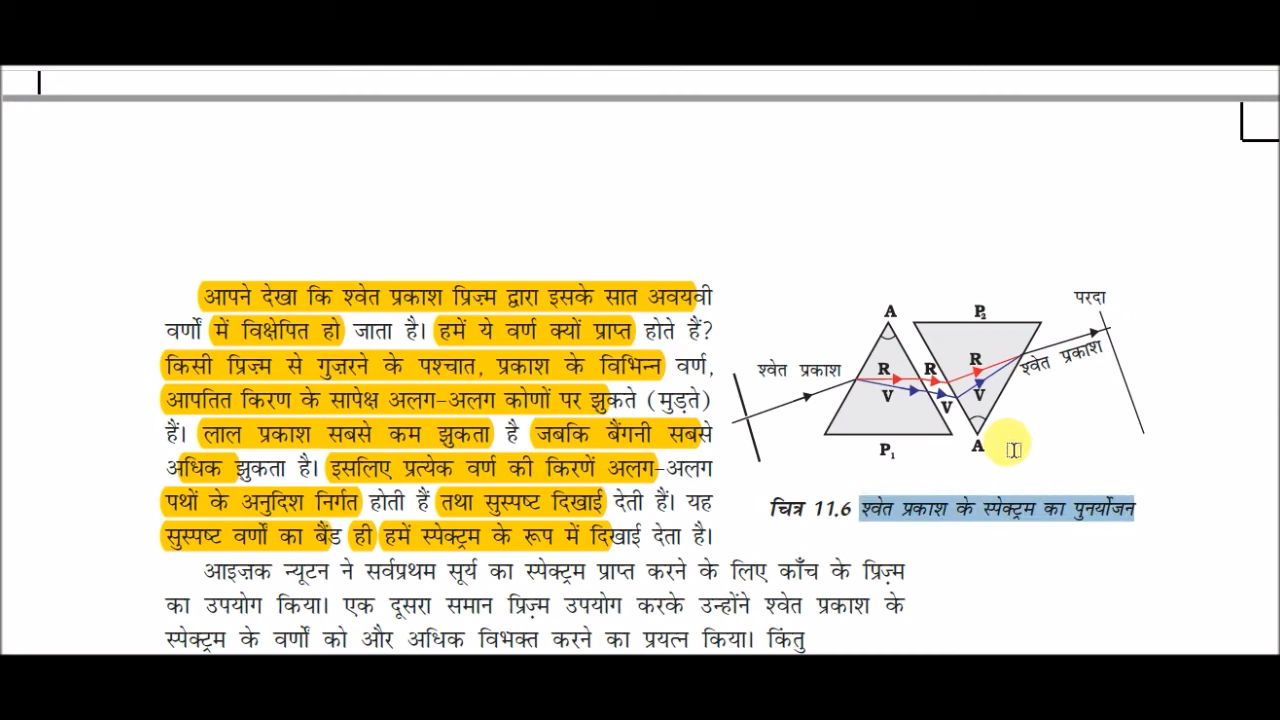 आपने देखा कि श्वेत प्रकाश प्रिज़्म द्वारा इसके सात अवयवी
वर्णों में विक्षेपित हो जाता है। हमें ये वर्ण क्यों प्राप्त होते हैं?
किसी प्रिज़्म से गुज़रने के पश्चात, प्रकाश के विभिन्न वर्ण,
आपतित किरण के सापेक्ष अलग-अलग कोणों पर झुकते (मुड़ते)
हैं। लाल प्रकाश सबसे कम झुकता है जबकि बैंगनी सबसे
अधिक झुकता है। इसलिए प्रत्येक वर्ण की किरणें अलग-अलग
पथों के अनुदिश निर्गत होती हैं तथा सुस्पष्ट दिखाई देती हैं। यह
सुस्पष्ट वर्णों का बैंड ही हमें स्पेक्ट्रम के रूप में दिखाई देता है।
आइज़क न्यूटन ने सर्वप्रथम सूर्य का स्पेक्ट्रम प्राप्त करने के लिए काँच के प्रिज़्म
का उपयोग किया। एक दूसरा समान प्रिज़्म उपयोग करके उन्होंने श्वेत प्रकाश के
स्पेक्ट्रम के वर्णों को और अधिक विभक्त करने का प्रयत्न किया। किंतु
परदा
A P₂
श्वेत प्रकाश
R R R
V V V
श्वेत प्रकाश
P₁ A
चित्र 11.6 श्वेत प्रकाश के स्पेक्ट्रम का पुनर्योजन